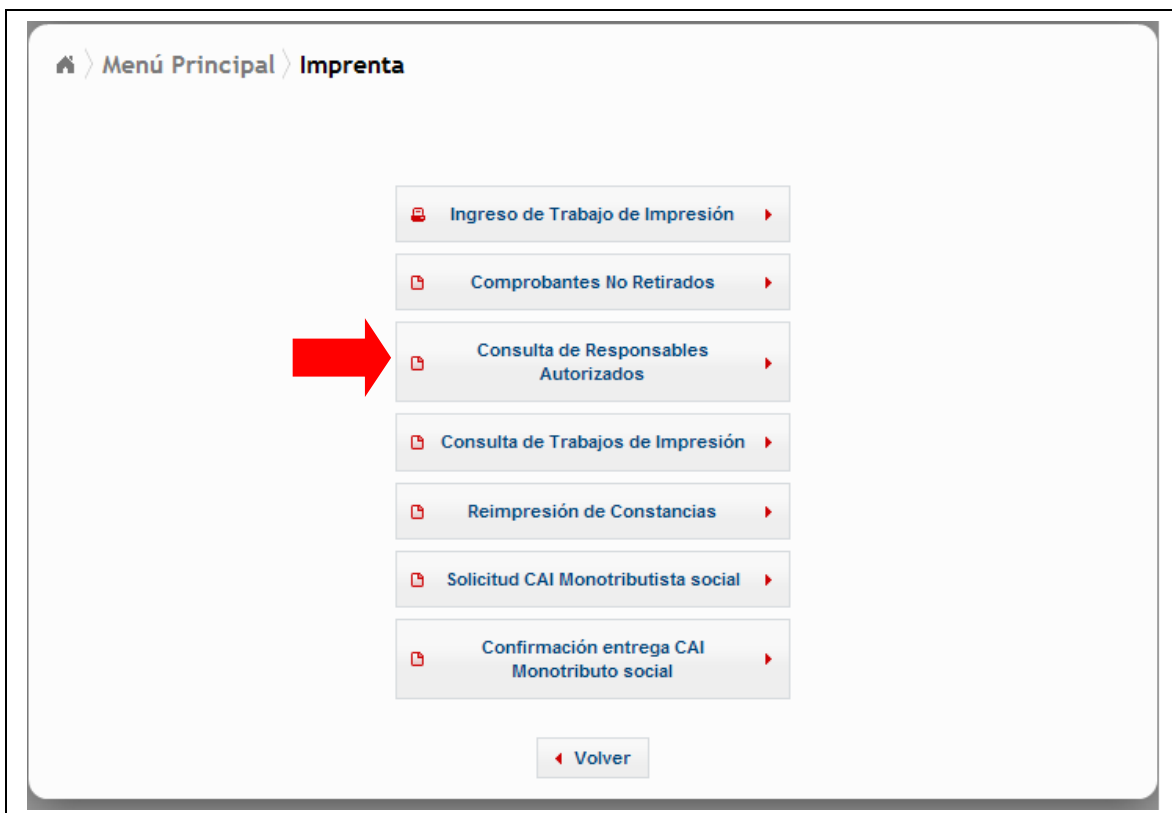 Menú Principal Imprenta
Ingreso de Trabajo de Impresión
Comprobantes No Retirados
Consulta de Responsables
Autorizados
Consulta de Trabajos de Impresión
Reimpresión de Constancias
Solicitud CAI Monotributista social
Confirmación entrega CAI
Monotributo social
Volver